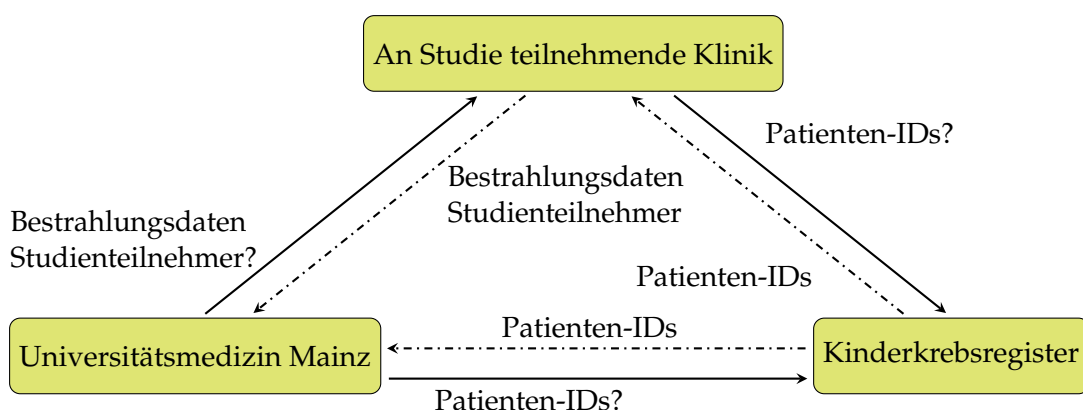 An Studie teilnehmende Klinik
Patienten-IDs?
Bestrahlungsdaten
Studienteilnehmer
Bestrahlungsdaten
Studienteilnehmer?
Patienten-IDs
Patienten-IDs
Universitätsmedizin Mainz
Kinderkrebsregister
Patienten-IDs?